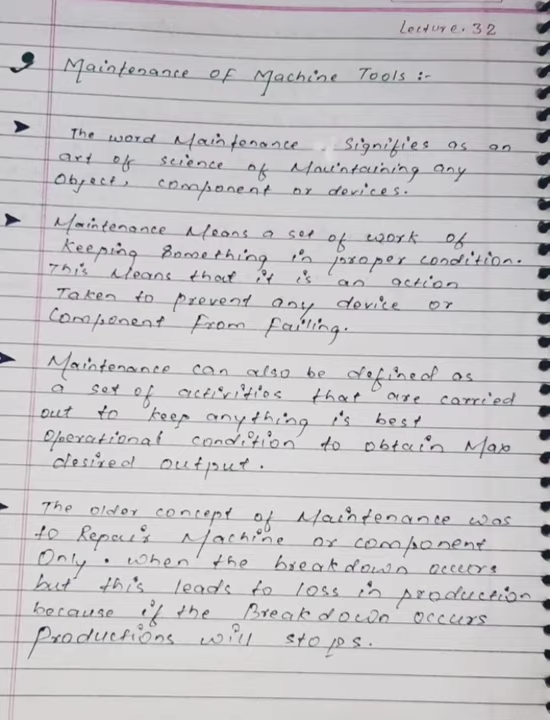 Lecture. 32
Maintenance of Machine Tools :-
➤ The word Maintenance Signifies as an
art of science of Maintaining any
Object, component or devices.
➤ Maintenance Means a set of work of
Keeping Something in proper condition.
This Means that it is an action
Taken to prevent any device or
Component from failing.
➤ Maintenance can also be defined as
a set of activities that are carried
out to keep anything is best
Operational condition to obtain Max
desired output.
The older concept of Maintenance was
to Repair Machine or component
Only. when the breakdown occurs
but this leads to loss in production
because if the Breakdown occurs
Productions will stops.